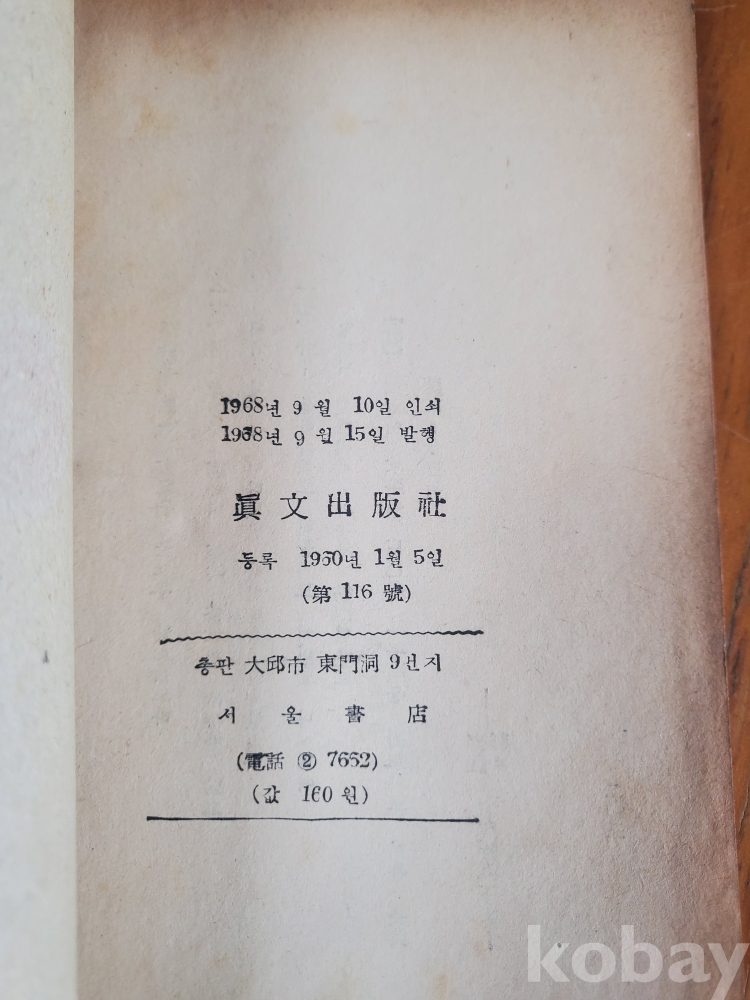 1968년 9 월 10일 인쇄
1968년 9 월 15일 발행
眞文出版社
등록 1960년 1월 5일
(第 116 號)
총판 大邱市 東門洞 9번지
서울書店
(電話 ② 7662)
(값 160 원)
kobay